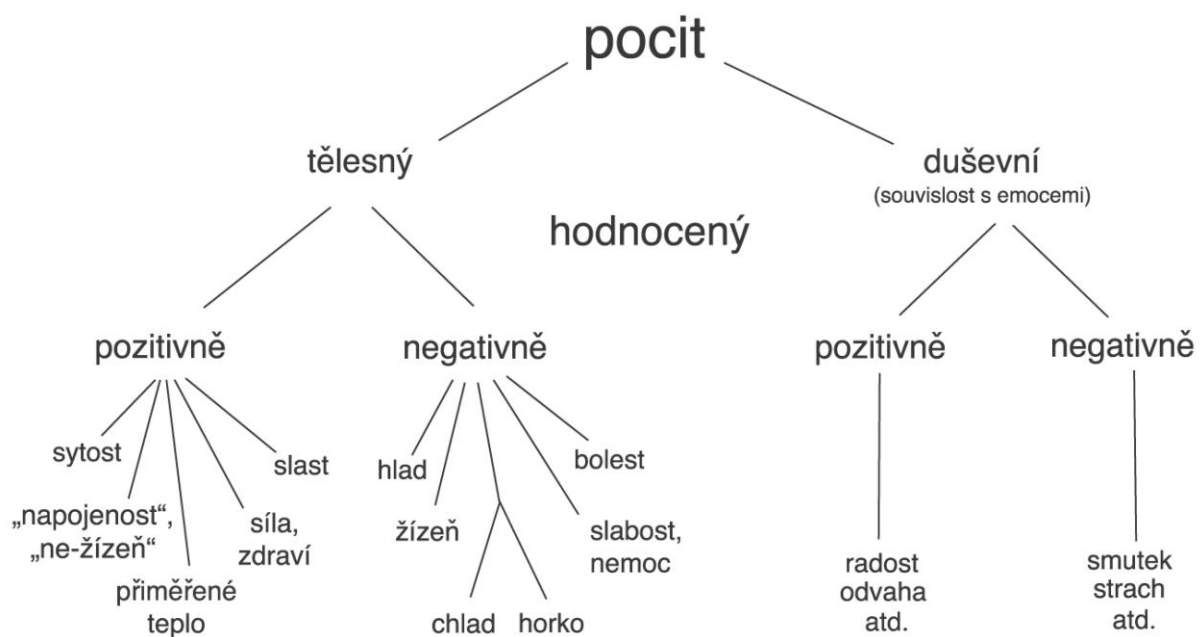 pocit
tělesný
duševní
(souvislost s emocemi)
hodnocený
pozitivně
negativně
pozitivně
negativně
sytost
slast
„napojenost“,
„ne-žízeň“
síla,
zdraví
přiměřené
teplo
hlad
bolest
žízeň
slabost,
nemoc
chlad
horko
radost
odvaha
atd.
smutek
strach
atd.